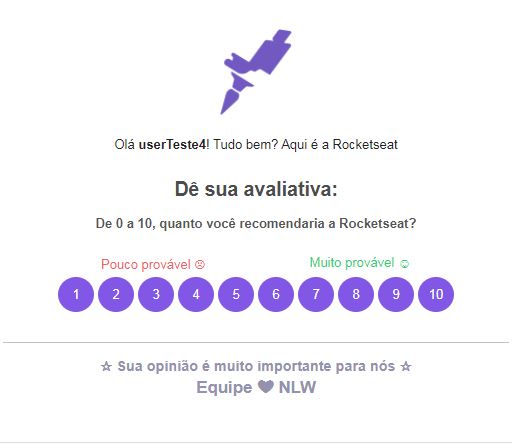 Olá userTeste4! Tudo bem? Aqui é a Rocketseat
Dê sua avaliativa:
De 0 a 10, quanto você recomendaria a Rocketseat?
Pouco provável ☹ Muito provável ☺
1 2 3 4 5 6 7 8 9 10
☆ Sua opinião é muito importante para nós ☆
Equipe ❤ NLW